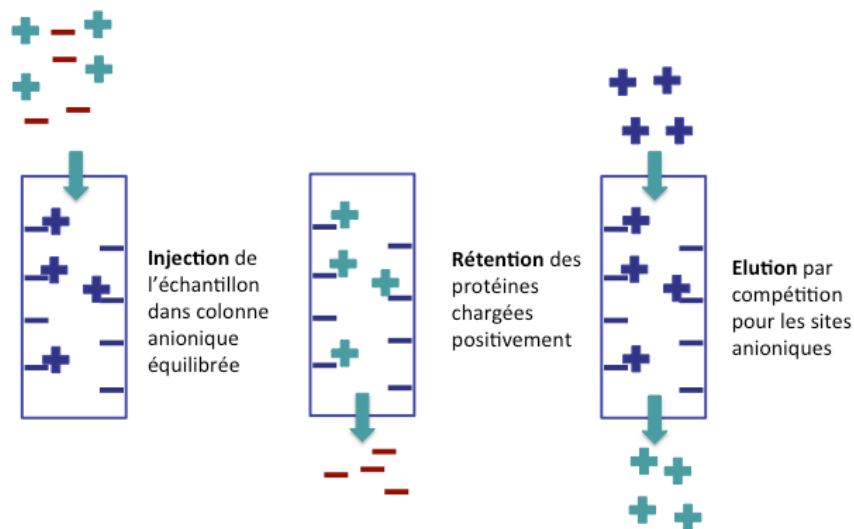 Injection de
l'échantillon
dans colonne
anionique
équilibrée
Rétention des
protéines
chargées
positivement
Elution par
compétition
pour les sites
anioniques